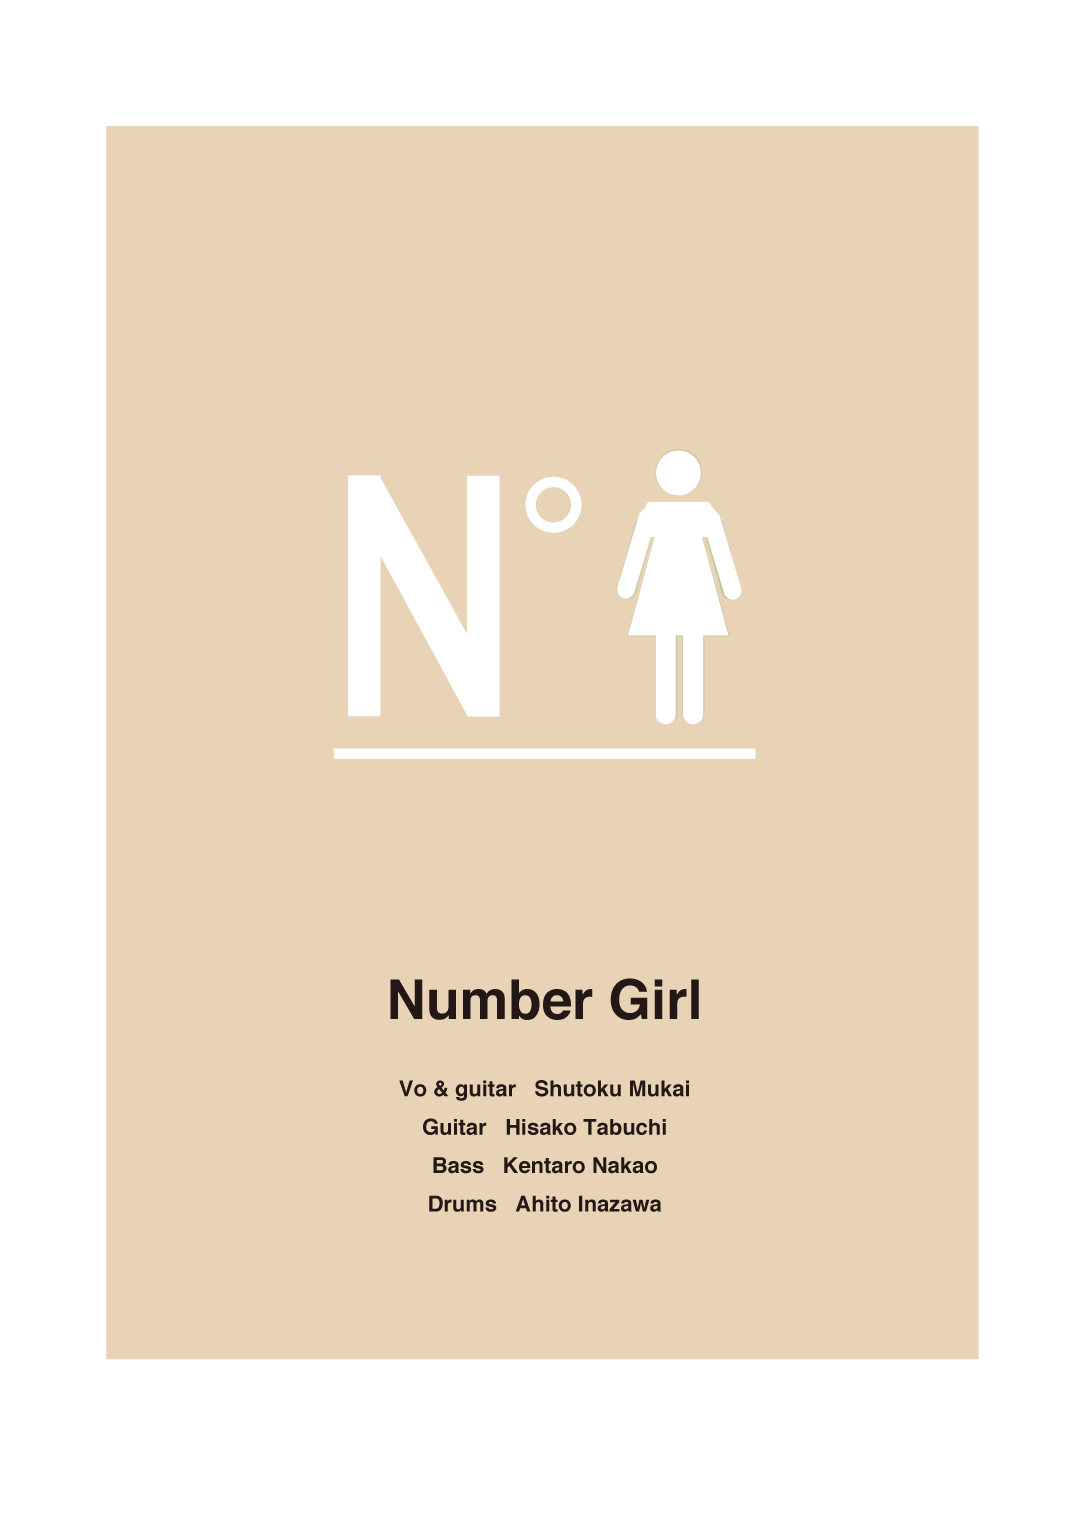 N°
Number Girl
Vo & guitar Shutoku Mukai
Guitar Hisako Tabuchi
Bass Kentaro Nakao
Drums Ahito Inazawa